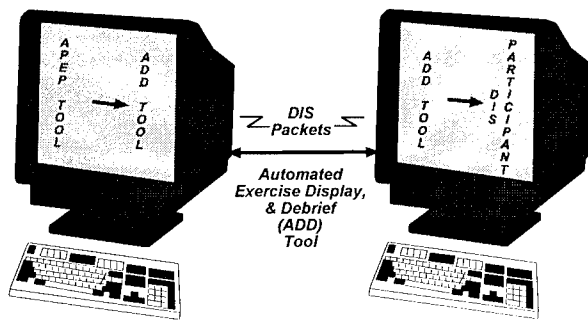 APEP TOOL
ADD TOOL
DIS
Packets
Automated
Exercise Display,
& Debrief
(ADD)
Tool
ADD TOOL
DIS
PARTICIPANT